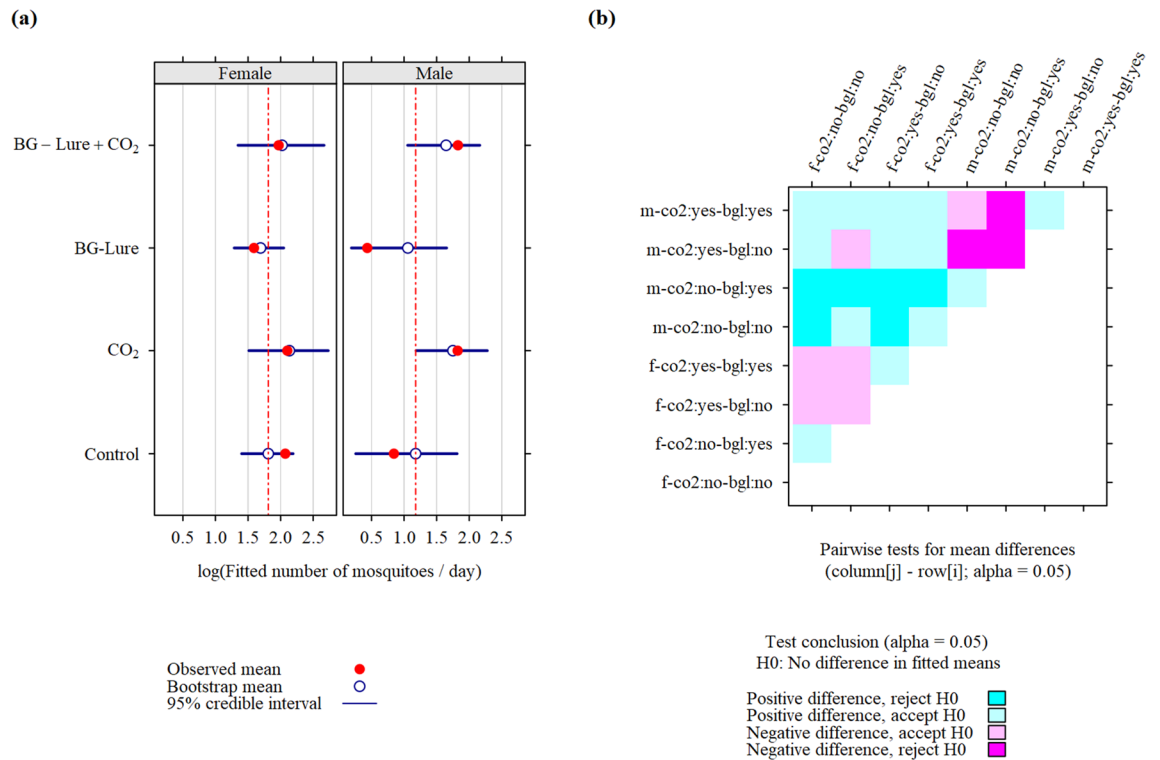 (a)
Female Male
BG – Lure + CO₂
BG-Lure
CO₂
Control
0.5 1.0 1.5 2.0 2.5 0.5 1.0 1.5 2.0 2.5
log(Fitted number of mosquitoes / day)
Observed mean
Bootstrap mean
95% credible interval
(b)
f-co2:no-bgl:no
f-co2:no-bgl:yes
f-co2:yes-bgl:no
f-co2:yes-bgl:yes
m-co2:no-bgl:no
m-co2:no-bgl:yes
m-co2:yes-bgl:no
m-co2:yes-bgl:yes
m-co2:yes-bgl:yes
m-co2:yes-bgl:no
m-co2:no-bgl:yes
m-co2:no-bgl:no
f-co2:yes-bgl:yes
f-co2:yes-bgl:no
f-co2:no-bgl:yes
f-co2:no-bgl:no
Pairwise tests for mean differences
(column[j] - row[i]; alpha = 0.05)
Test conclusion (alpha = 0.05)
H0: No difference in fitted means
Positive difference, reject H0
Positive difference, accept H0
Negative difference, accept H0
Negative difference, reject H0